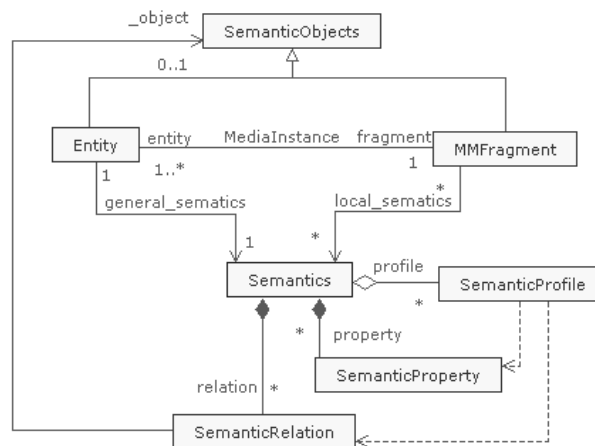 _object
SemanticObjects
0..1
Entity
entity MediaInstance fragment
MMFragment
1 1..* 1 *
general_sematics local_sematics
1 *
Semantics
profile
SemanticProfile
*
* property
SemanticProperty
relation *
SemanticRelation